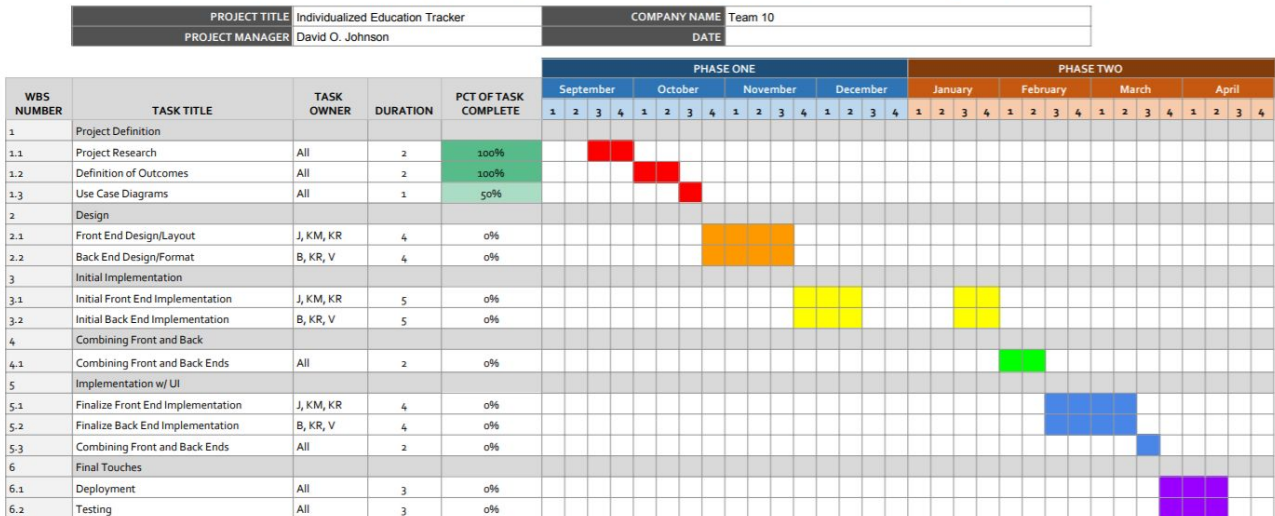 PROJECT TITLE Individualized Education Tracker COMPANY NAME Team 10
PROJECT MANAGER David O. Johnson DATE
PHASE ONE PHASE TWO
September October November December January February March April
WBS NUMBER TASK TITLE TASK OWNER DURATION PCT OF TASK COMPLETE 1 2 3 4 1 2 3 4 1 2 3 4 1 2 3 4 1 2 3 4 1 2 3 4 1 2 3 4 1 2 3 4
1 Project Definition
1.1 Project Research All 2 100%
1.2 Definition of Outcomes All 2 100%
1.3 Use Case Diagrams All 1 50%
2 Design
2.1 Front End Design/Layout J, KM, KR 4 0%
2.2 Back End Design/Format B, KR, V 4 0%
3 Initial Implementation
3.1 Initial Front End Implementation J, KM, KR 5 0%
3.2 Initial Back End Implementation B, KR, V 5 0%
4 Combining Front and Back
4.1 Combining Front and Back Ends All 2 0%
5 Implementation w/ UI
5.1 Finalize Front End Implementation J, KM, KR 4 0%
5.2 Finalize Back End Implementation B, KR, V 4 0%
5.3 Combining Front and Back Ends All 2 0%
6 Final Touches
6.1 Deployment All 3 0%
6.2 Testing All 3 0%